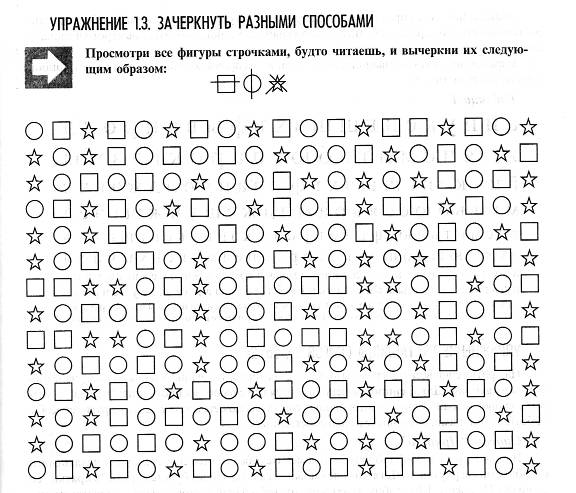 УПРАЖНЕНИЕ 1.3. ЗАЧЕРКНУТЬ РАЗНЫМИ СПОСОБАМИ
Просмотри все фигуры строчками, будто читаешь, и вычеркни их следую-
щим образом: